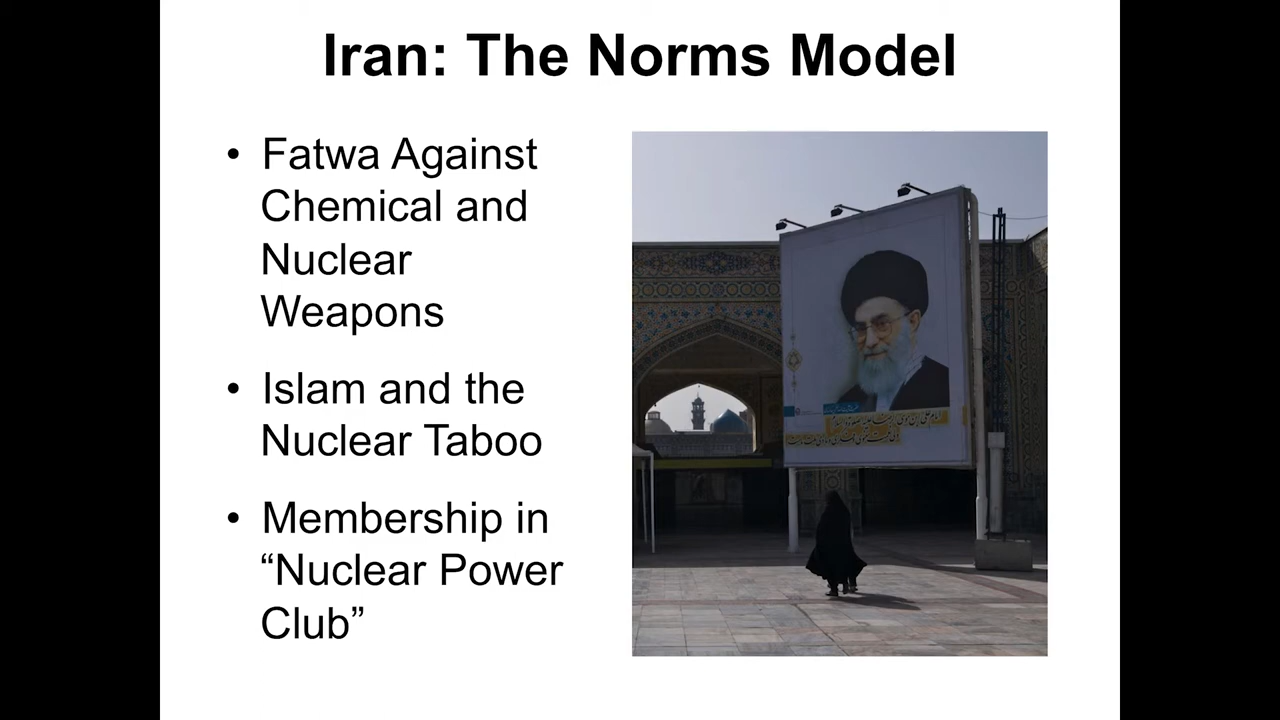 Iran: The Norms Model
• Fatwa Against
Chemical and
Nuclear
Weapons
• Islam and the
Nuclear Taboo
• Membership in
“Nuclear Power
Club”